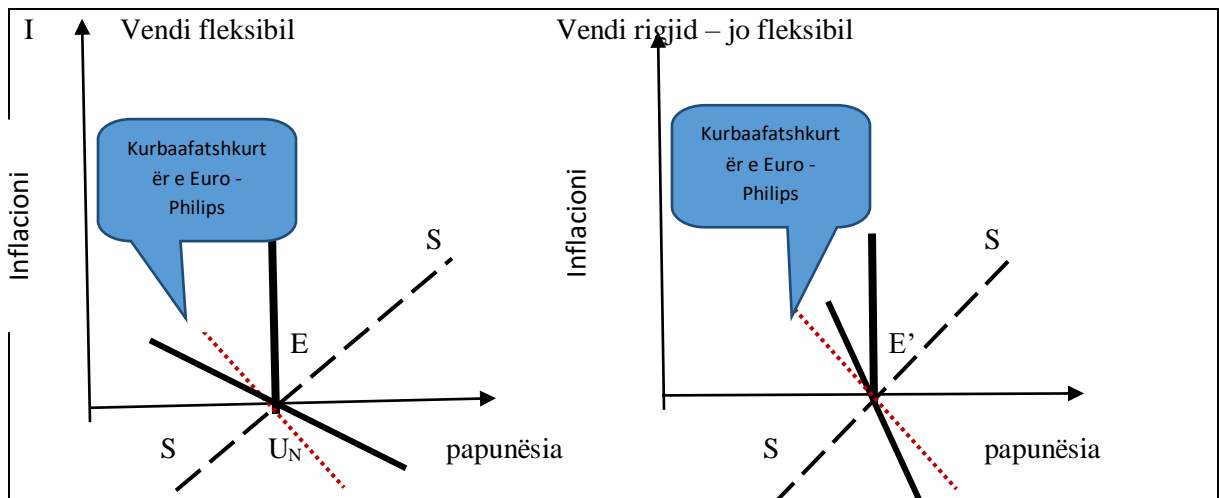 I
Vendi fleksibil
Vendi rigjid – jo fleksibil
Kurbaafatshkurt
ër e Euro -
Philips
Kurbaafatshkurt
ër e Euro -
Philips
Inflacioni
Inflacioni
S
S
E
E’
S
UN
papunësia
S
papunësia